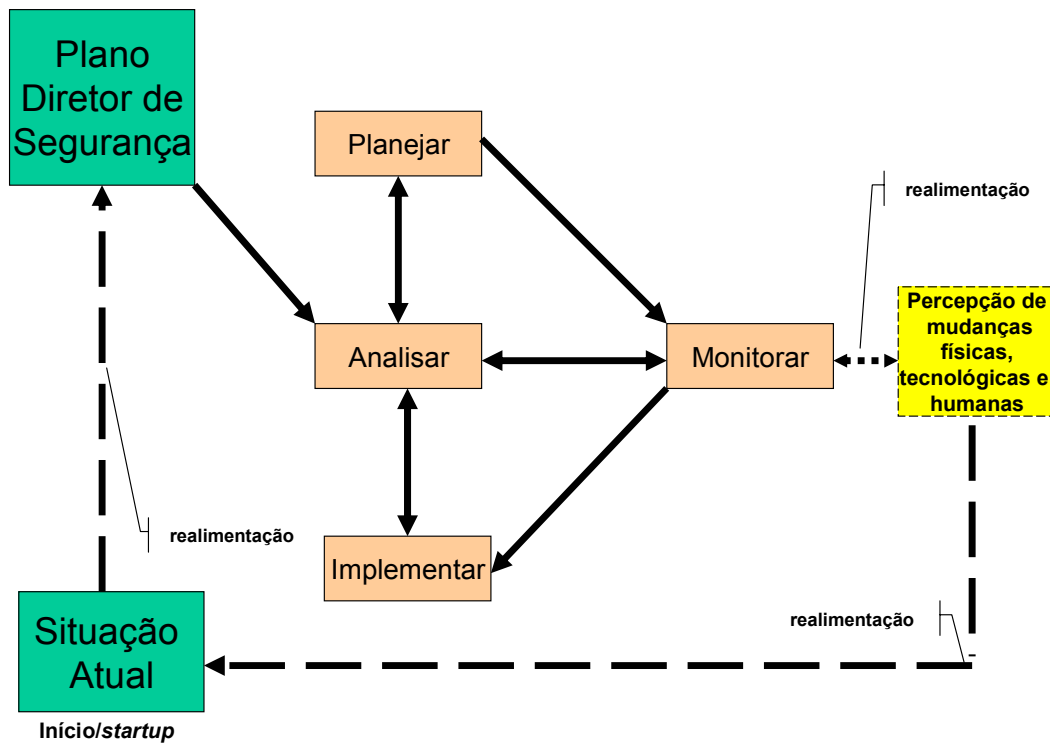 Plano
Diretor de
Segurança
Planejar
realimentação
Percepção de
mudanças
físicas,
tecnológicas e
humanas
Analisar
Monitorar
realimentação
Implementar
realimentação
Situação
Atual
Início/startup